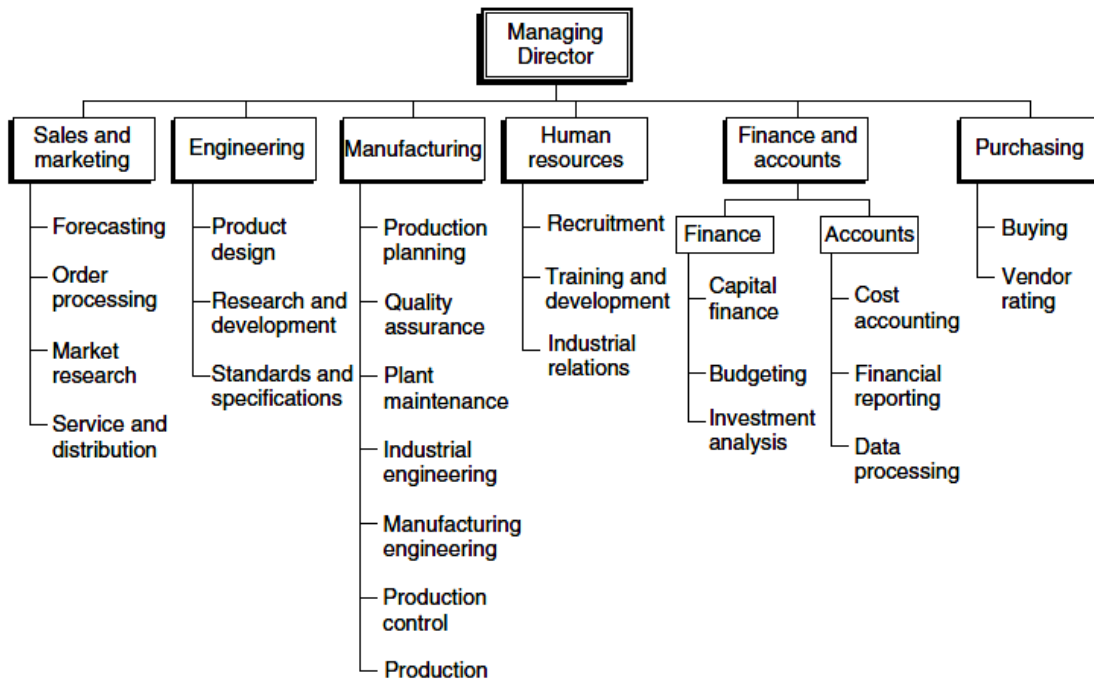 Managing
Director
Sales and
marketing
Engineering
Manufacturing
Human
resources
Finance and
accounts
Purchasing
Forecasting
Order
processing
Market
research
Service and
distribution
Product
design
Research and
development
Standards and
specifications
Production
planning
Quality
assurance
Plant
maintenance
Industrial
engineering
Manufacturing
engineering
Production
control
Production
Recruitment
Training and
development
Industrial
relations
Finance
Capital
finance
Budgeting
Investment
analysis
Accounts
Cost
accounting
Financial
reporting
Data
processing
Buying
Vendor
rating